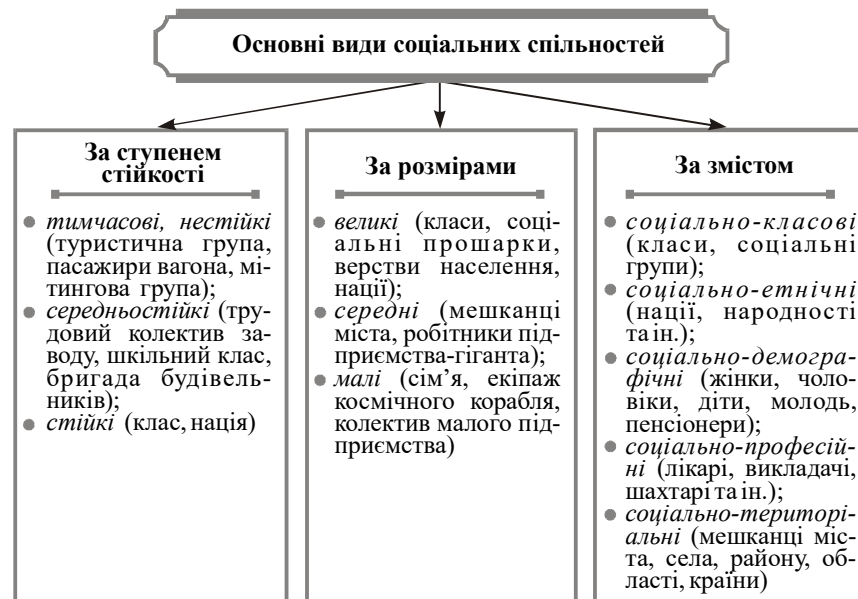 Основні види соціальних спільностей
За ступенем
стійкості
тимчасові, нестійкі
(туристична група,
пасажири вагона, мі-
тингова група);
середньостійкі (тру-
довий колектив за-
воду, шкільний клас,
бригада будівель-
ників);
стійкі (клас, нація)
За розмірами
великі (класи, соці-
альні прошарки,
верстви населення,
нації);
середні (мешканці
міста, робітники під-
приємства-гіганта);
малі (сім’я, екіпаж
космічного корабля,
колектив малого під-
приємства)
За змістом
соціально-класові
(класи, соціальні
групи);
соціально-етнічні
(нації, народності
та ін.);
соціально-демогра-
фічні (жінки, чоло-
віки, діти, молодь,
пенсіонери);
соціально-професій-
ні (лікарі, викладачі,
шахтарі та ін.);
соціально-територі-
альні (мешканці міс-
та, села, району, об-
ласті, країни)